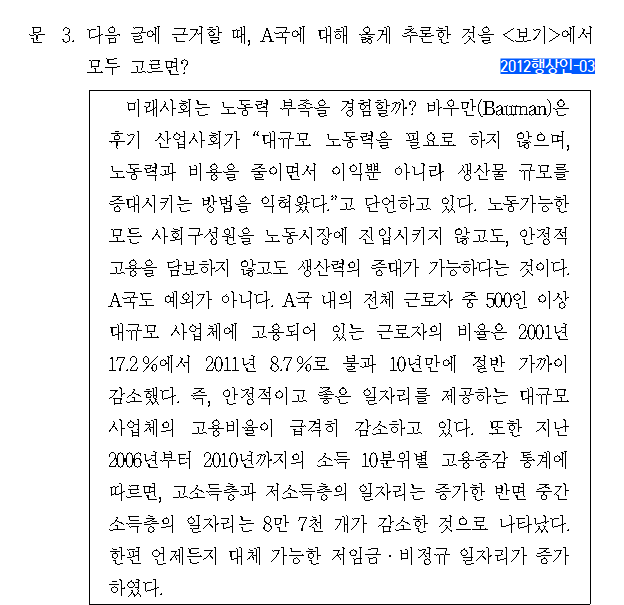 문 3. 다음 글에 근거할 때, A국에 대해 옳게 추론한 것을 <보기>에서
모두 고르면?
2012행상인-03
미래사회는 노동력 부족을 경험할까? 바우만(Bauman)은
후기 산업사회가 “대규모 노동력을 필요로 하지 않으며,
노동력과 비용을 줄이면서 이익뿐 아니라 생산물 규모를
증대시키는 방법을 익혀왔다.”고 단언하고 있다. 노동가능한
모든 사회구성원을 노동시장에 진입시키지 않고도, 안정적
고용을 담보하지 않고도 생산력의 증대가 가능하다는 것이다.
A국도 예외가 아니다. A국 내의 전체 근로자 중 500인 이상
대규모 사업체에 고용되어 있는 근로자의 비율은 2001년
17.2%에서 2011년 8.7%로 불과 10년만에 절반 가까이
감소했다. 즉, 안정적이고 좋은 일자리를 제공하는 대규모
사업체의 고용비율이 급격히 감소하고 있다. 또한 지난
2006년부터 2010년까지의 소득 10분위별 고용증감 통계에
따르면, 고소득층과 저소득층의 일자리는 증가한 반면 중간
소득층의 일자리는 8만 7천 개가 감소한 것으로 나타났다.
한편 언제든지 대체 가능한 저임금·비정규 일자리가 증가
하였다.